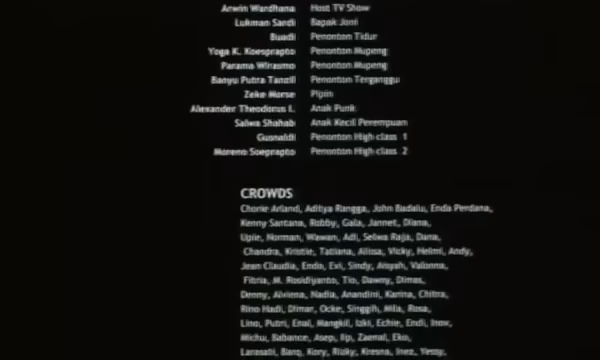 Arwin Wardhana Host TV Show
Lukman Sardi Bapak Joni
Buadi Penonton Tidur
Yoga K. Koesprapto Penonton Mupeng
Parama Wirasmo Penonton Mupeng
Banyu Putra Tanzil Penonton Terganggu
Zeke Morse Pipin
Alexander Theodorus L. Anak Punk
Salwa Shahab Anak Kecil Perempuan
Gusnaldi Penonton High class 1
Moreno Soeprapto Penonton High class 2
CROWDS
Chorie Arland, Aditya Rangga, John Badalu, Enda Perdana,
Kenny Santana, Robby, Gala, Jannet, Diana,
Upie, Norman, Wawan, Adi, Selwa Rajja, Dana,
Chandra, Kristie, Tatiana, Alissa, Vicky, Helmi, Andy,
Jean Claudia, Endo, Evi, Sindy, Aisyah, Valonna,
Fitria, M. Rosidiyanto, Tio, Dawny, Dimas,
Denny, Alviena, Nadia, Anandini, Karina, Chitra,
Rino Hadi, Dimar, Ocke, Singgih, Mila, Rosa,
Lino, Putri, Enal, Mangkil, Izki, Echie, Endi, Inov,
Michu, Babance, Asep, Iip, Zaenal, Eko,
Larasati, Barq, Kory, Rizky, Kresna, Inez, Yessy,